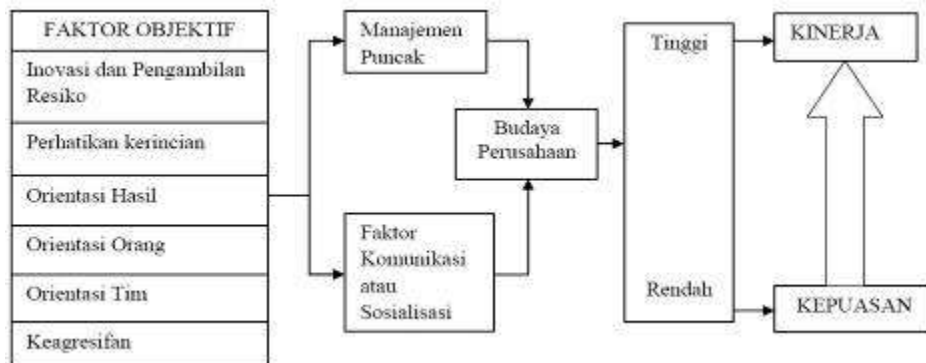 FAKTOR OBJEKTIF
Inovasi dan Pengambilan
Resiko
Perhatikan kerincian
Orientasi Hasil
Orientasi Orang
Orientasi Tim
Keagresifan
Manajemen
Puncak
Faktor
Komunikasi
atau
Sosialisasi
Budaya
Perusahaan
Tinggi
Rendah
KINERJA
KEPUASAN